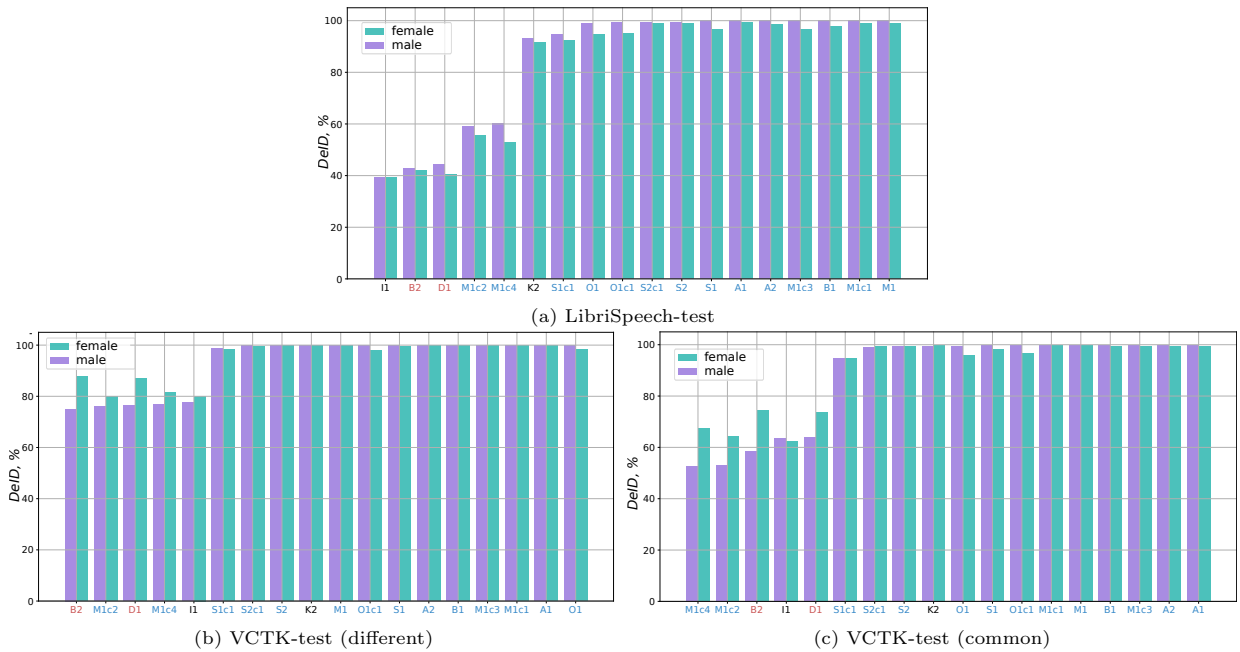 100
80
60
40
20
0
DeID, %
female
male
I1 B2 D1 M1c2 M1c4 K2 S1c1 O1 O1c1 S2c1 S2 S1 A1 A2 M1c3 B1 M1c1 M1
(a) LibriSpeech-test
100
80
60
40
20
0
DeID, %
female
male
B2 M1c2 D1 M1c4 I1 S1c1 S2c1 S2 K2 M1 O1c1 S1 A2 B1 M1c3 M1c1 A1 O1
(b) VCTK-test (different)
100
80
60
40
20
0
DeID, %
female
male
M1c4 M1c2 B2 I1 D1 S1c1 S2c1 S2 K2 O1 S1 O1c1 M1c1 M1 B1 M1c3 A2 A1
(c) VCTK-test (common)